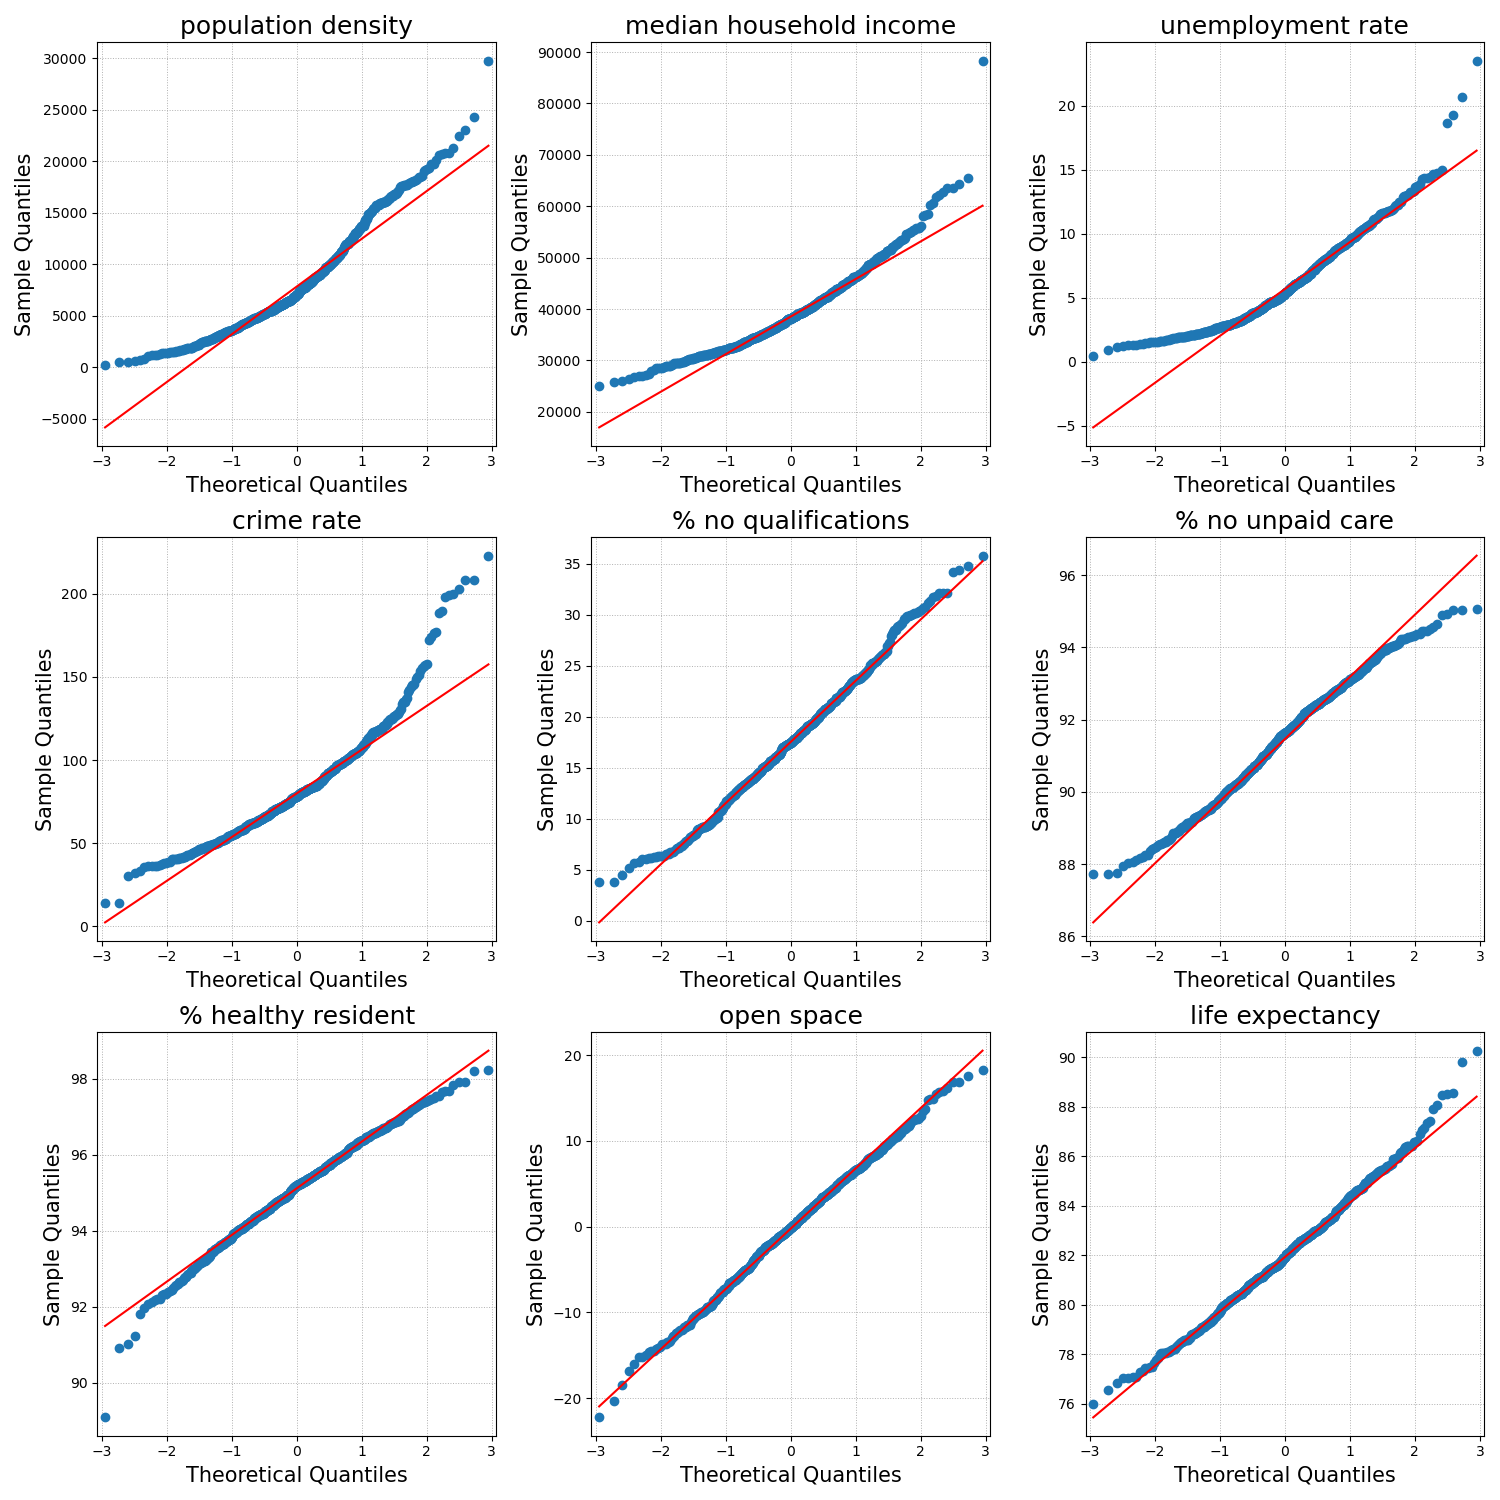 population density
median household income
unemployment rate
30000
25000
20000
15000
10000
5000
0
−5000
Sample Quantiles
−3 −2 −1 0 1 2 3
Theoretical Quantiles
90000
80000
70000
60000
50000
40000
30000
20000
Sample Quantiles
−3 −2 −1 0 1 2 3
Theoretical Quantiles
20
15
10
5
0
−5
Sample Quantiles
−3 −2 −1 0 1 2 3
Theoretical Quantiles
crime rate
% no qualifications
% no unpaid care
200
150
100
50
0
Sample Quantiles
−3 −2 −1 0 1 2 3
Theoretical Quantiles
35
30
25
20
15
10
5
0
Sample Quantiles
−3 −2 −1 0 1 2 3
Theoretical Quantiles
96
94
92
90
88
86
Sample Quantiles
−3 −2 −1 0 1 2 3
Theoretical Quantiles
% healthy resident
open space
life expectancy
98
96
94
92
90
Sample Quantiles
−3 −2 −1 0 1 2 3
Theoretical Quantiles
20
10
0
−10
−20
Sample Quantiles
−3 −2 −1 0 1 2 3
Theoretical Quantiles
90
88
86
84
82
80
78
76
Sample Quantiles
−3 −2 −1 0 1 2 3
Theoretical Quantiles